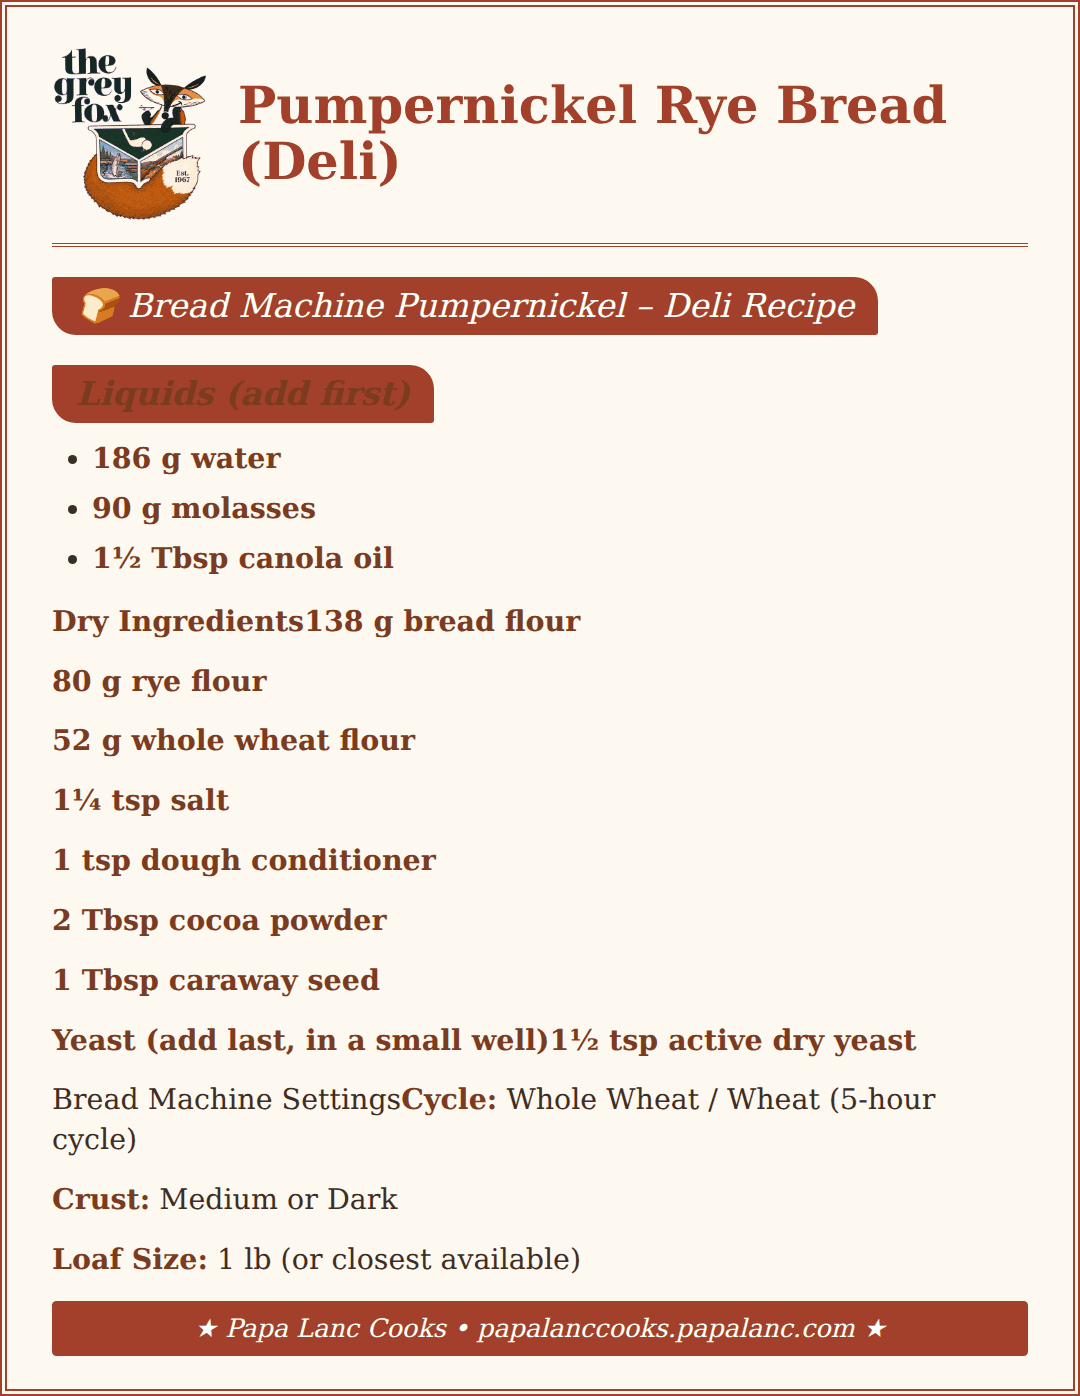 the
grey
fox
Est.
1967
Pumpernickel Rye Bread
(Deli)
🍞 Bread Machine Pumpernickel – Deli Recipe
Liquids (add first)
• 186 g water
• 90 g molasses
• 1½ Tbsp canola oil
Dry Ingredients138 g bread flour
80 g rye flour
52 g whole wheat flour
1¼ tsp salt
1 tsp dough conditioner
2 Tbsp cocoa powder
1 Tbsp caraway seed
Yeast (add last, in a small well)1½ tsp active dry yeast
Bread Machine SettingsCycle: Whole Wheat / Wheat (5-hour
cycle)
Crust: Medium or Dark
Loaf Size: 1 lb (or closest available)
★ Papa Lanc Cooks • papalanccooks.papalanc.com ★